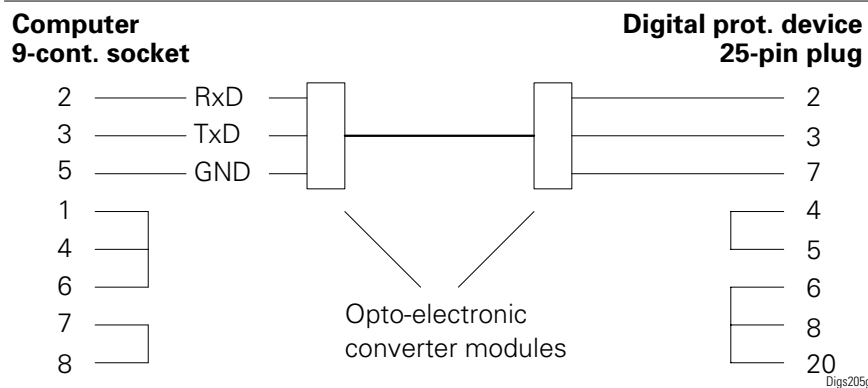 Computer
9-cont. socket
Digital prot. device
25-pin plug
2 RxD 2
3 TxD 3
5 GND 7
1 4
4 5
6 6
7 8
8 20
Opto-electronic
converter modules